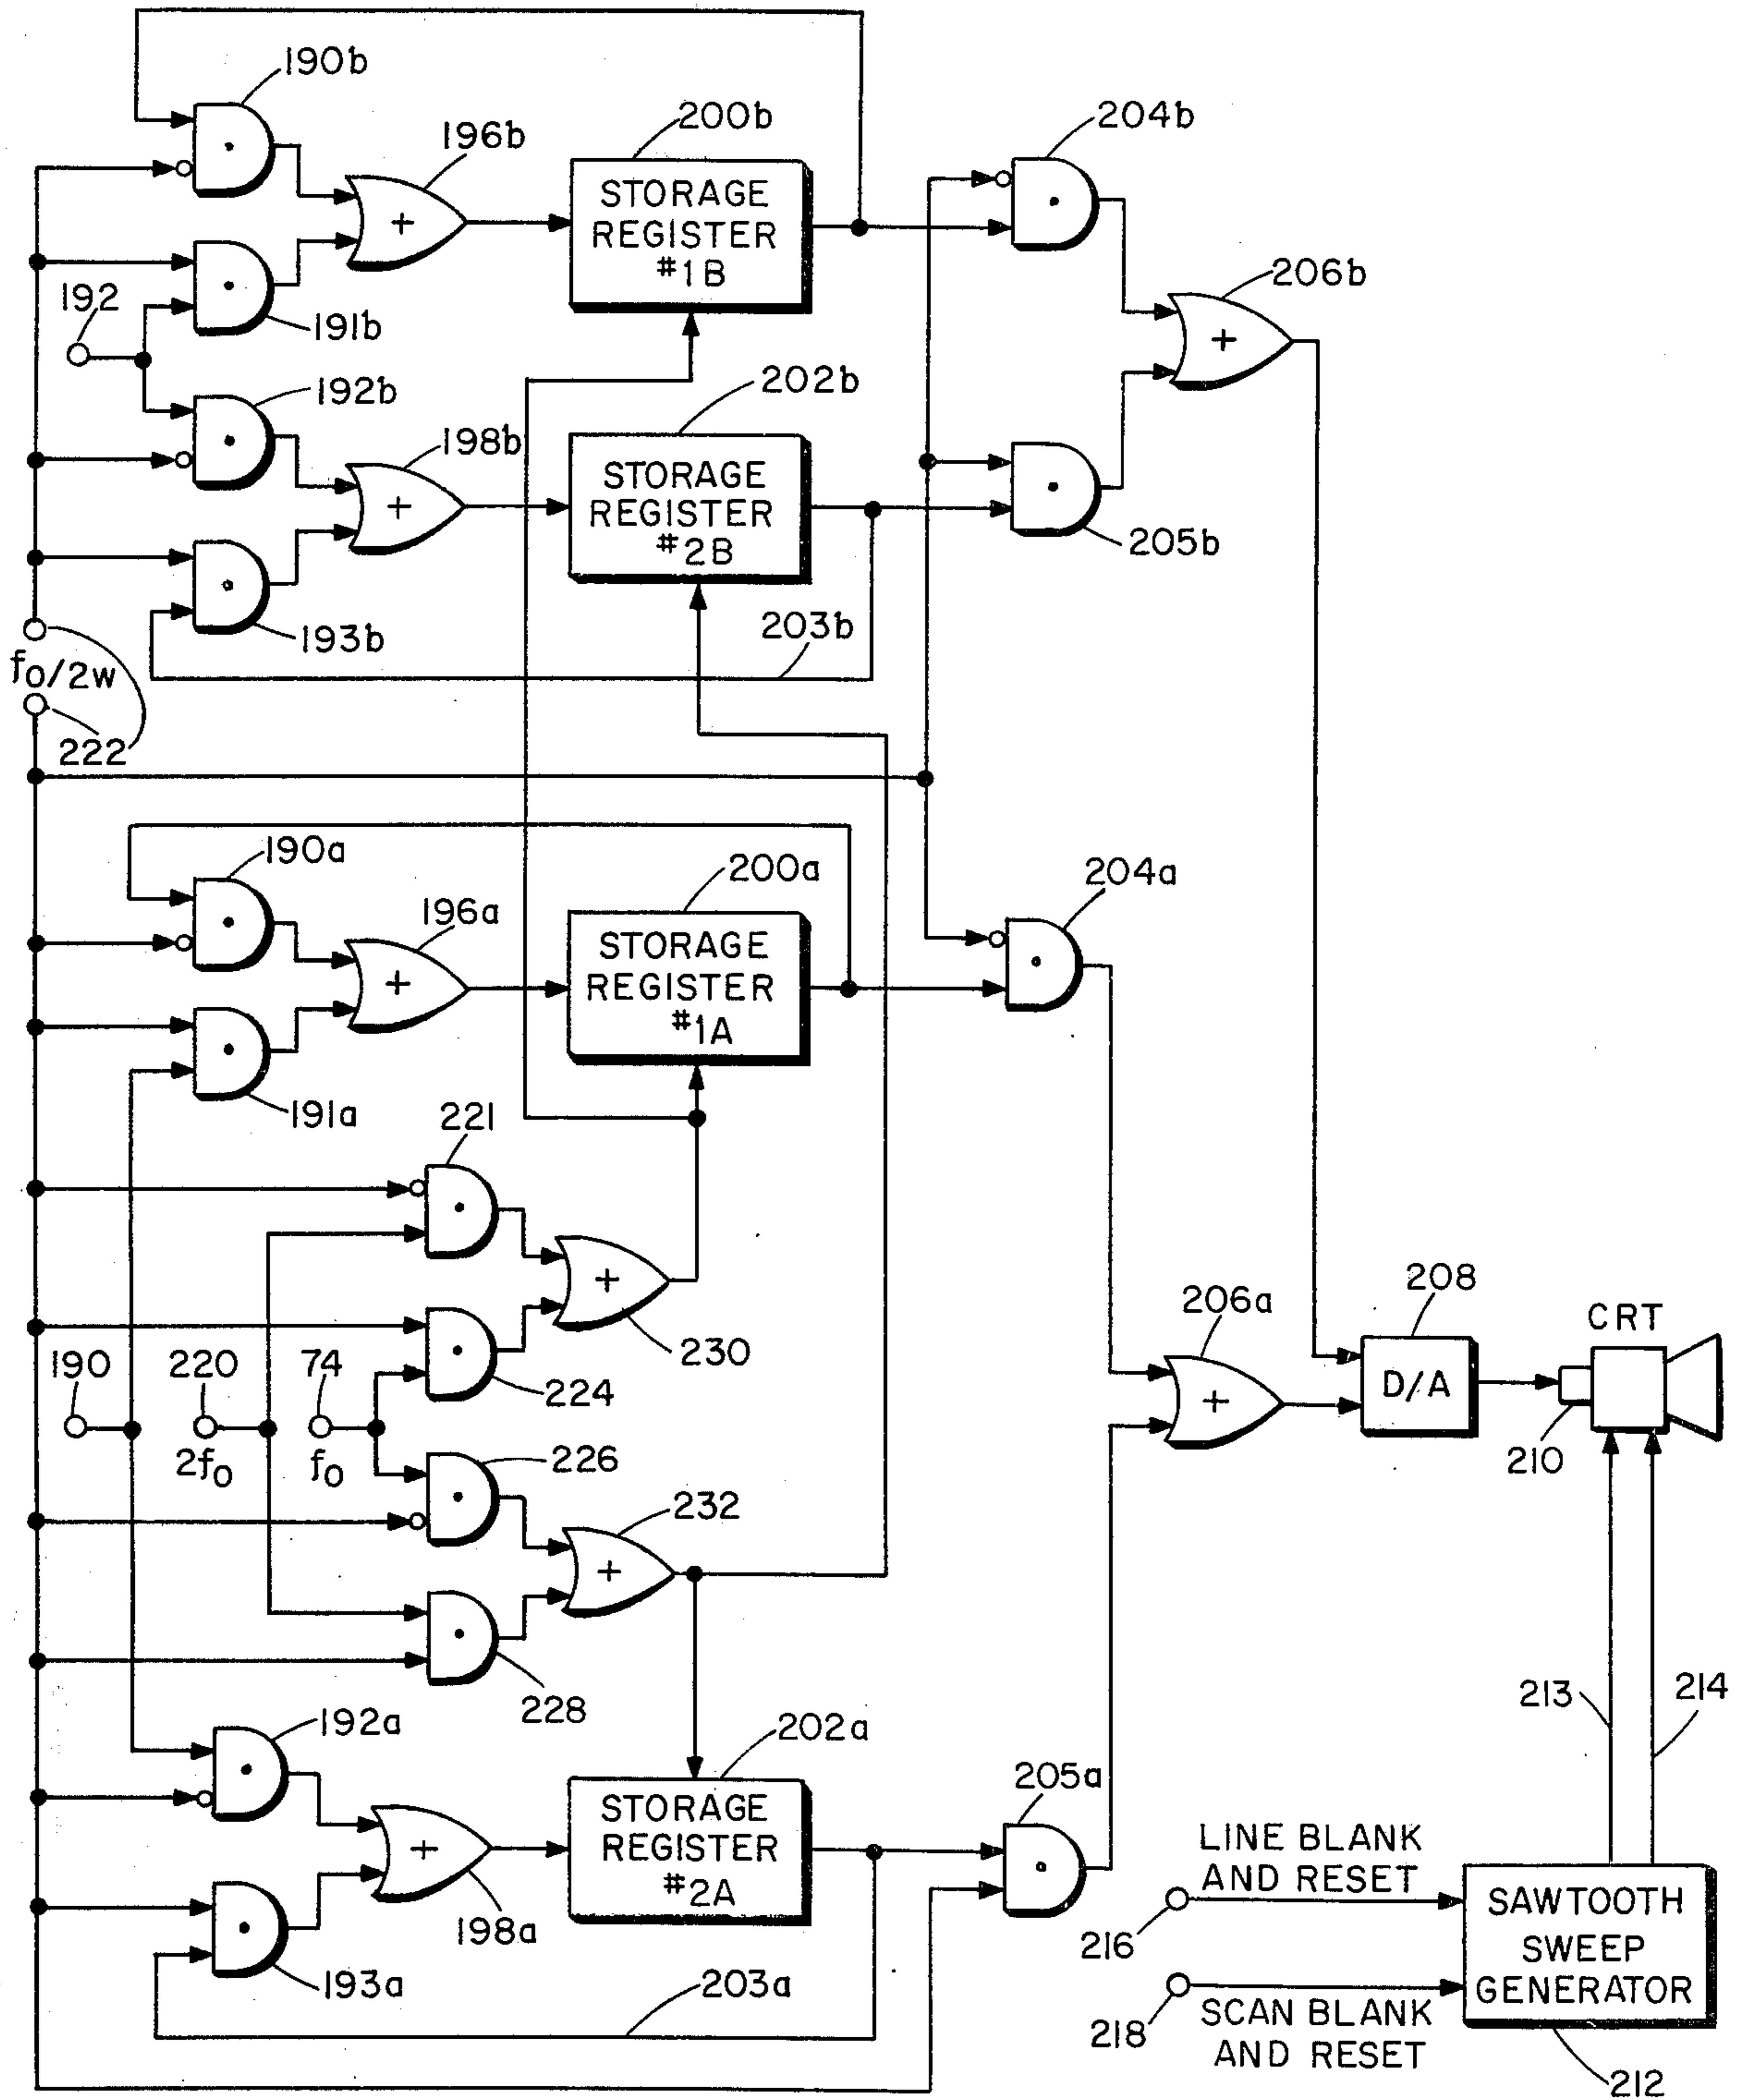 190b
196b
200b
204b
STORAGE
REGISTER
#1B
+
206b
192
191b
+
192b
202b
198b
STORAGE
REGISTER
#2B
+
205b
193b
203b
f0/2w
222
190a
200a
204a
196a
STORAGE
REGISTER
#1A
+
191a
221
+
230
206a
208
CRT
190
220
74
224
D/A
+
2f0
f0
226
210
232
+
213
214
228
192a
202a
205a
STORAGE
REGISTER
#2A
+
LINE BLANK
AND RESET
198a
216
SAWTOOTH
SWEEP
GENERATOR
193a
203a
218
SCAN BLANK
AND RESET
212